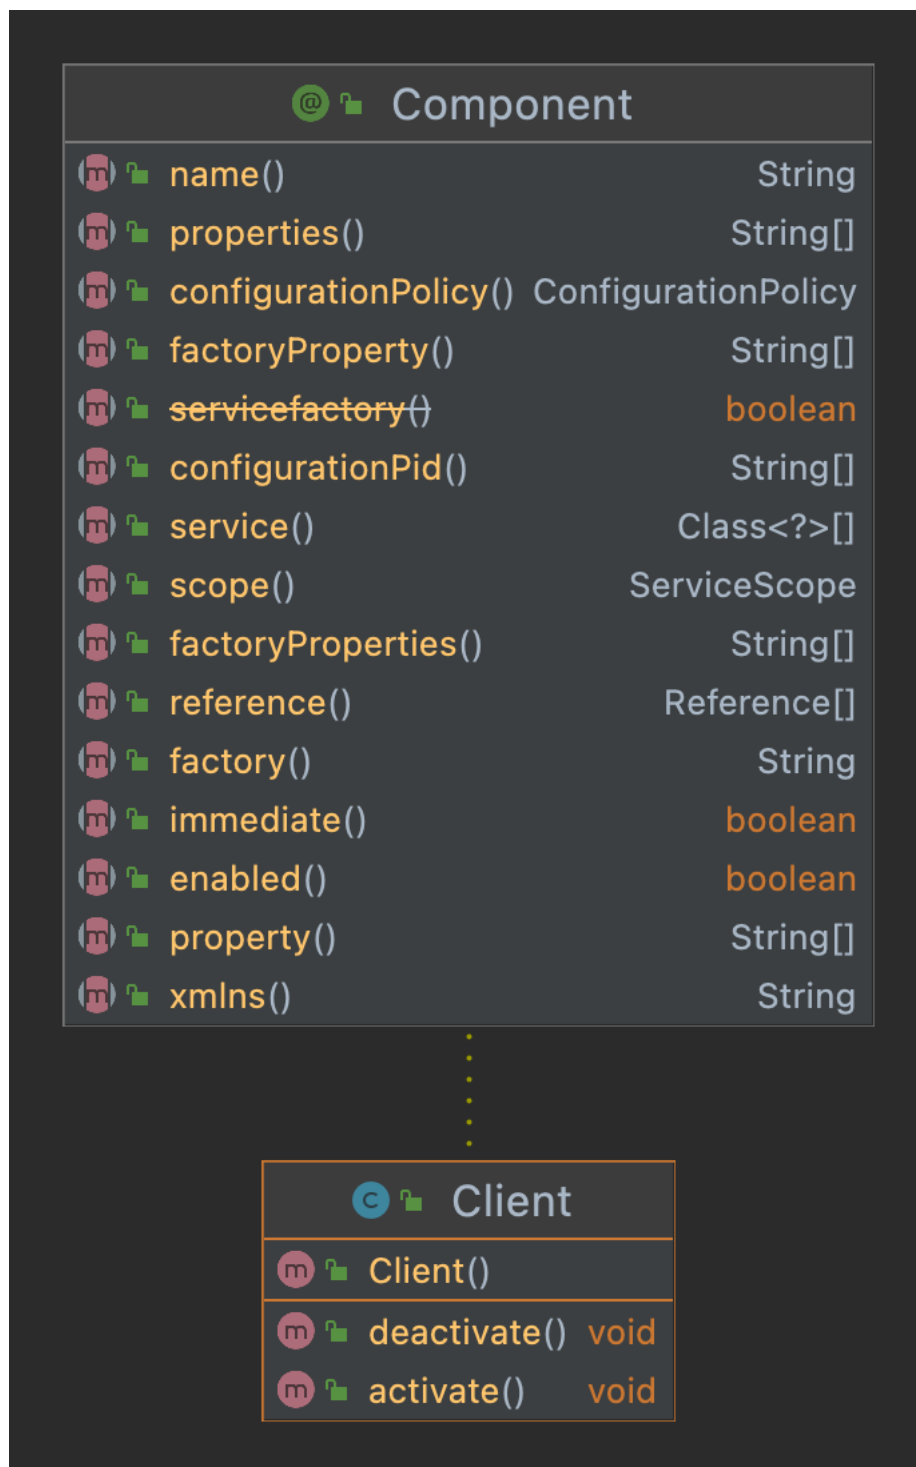 @ Component
m name() String
m properties() String[]
m configurationPolicy() ConfigurationPolicy
m factoryProperty() String[]
m servicefactory() boolean
m configurationPid() String[]
m service() Class<?>[]
m scope() ServiceScope
m factoryProperties() String[]
m reference() Reference[]
m factory() String
m immediate() boolean
m enabled() boolean
m property() String[]
m xmlns() String
C Client
m Client()
m deactivate() void
m activate() void